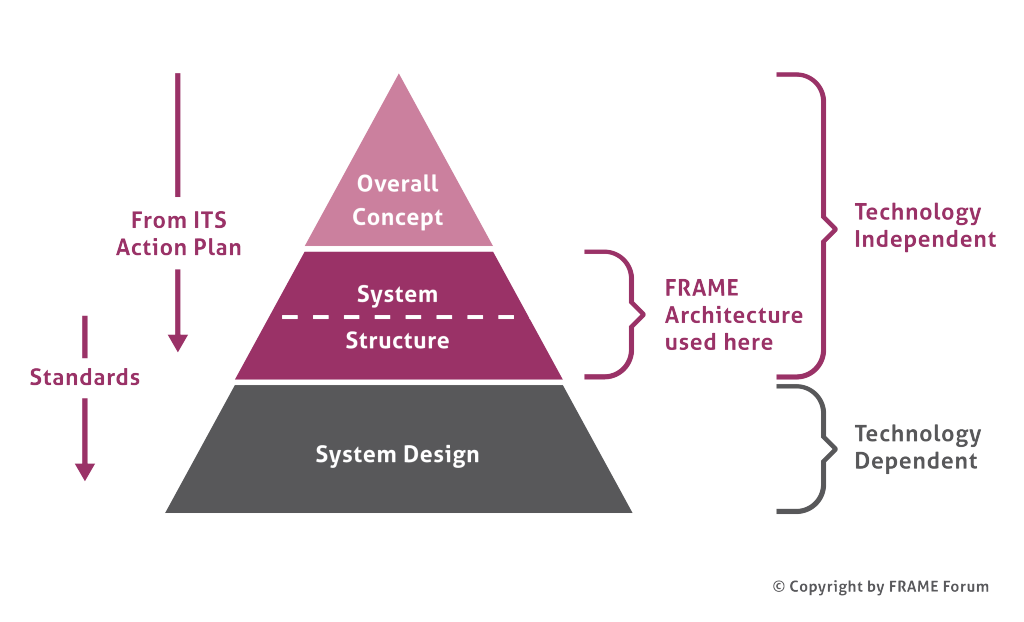 Overall
Concept
System
Structure
System Design
From ITS
Action Plan
Standards
FRAME
Architecture
used here
Technology
Independent
Technology
Dependent
© Copyright by FRAME Forum